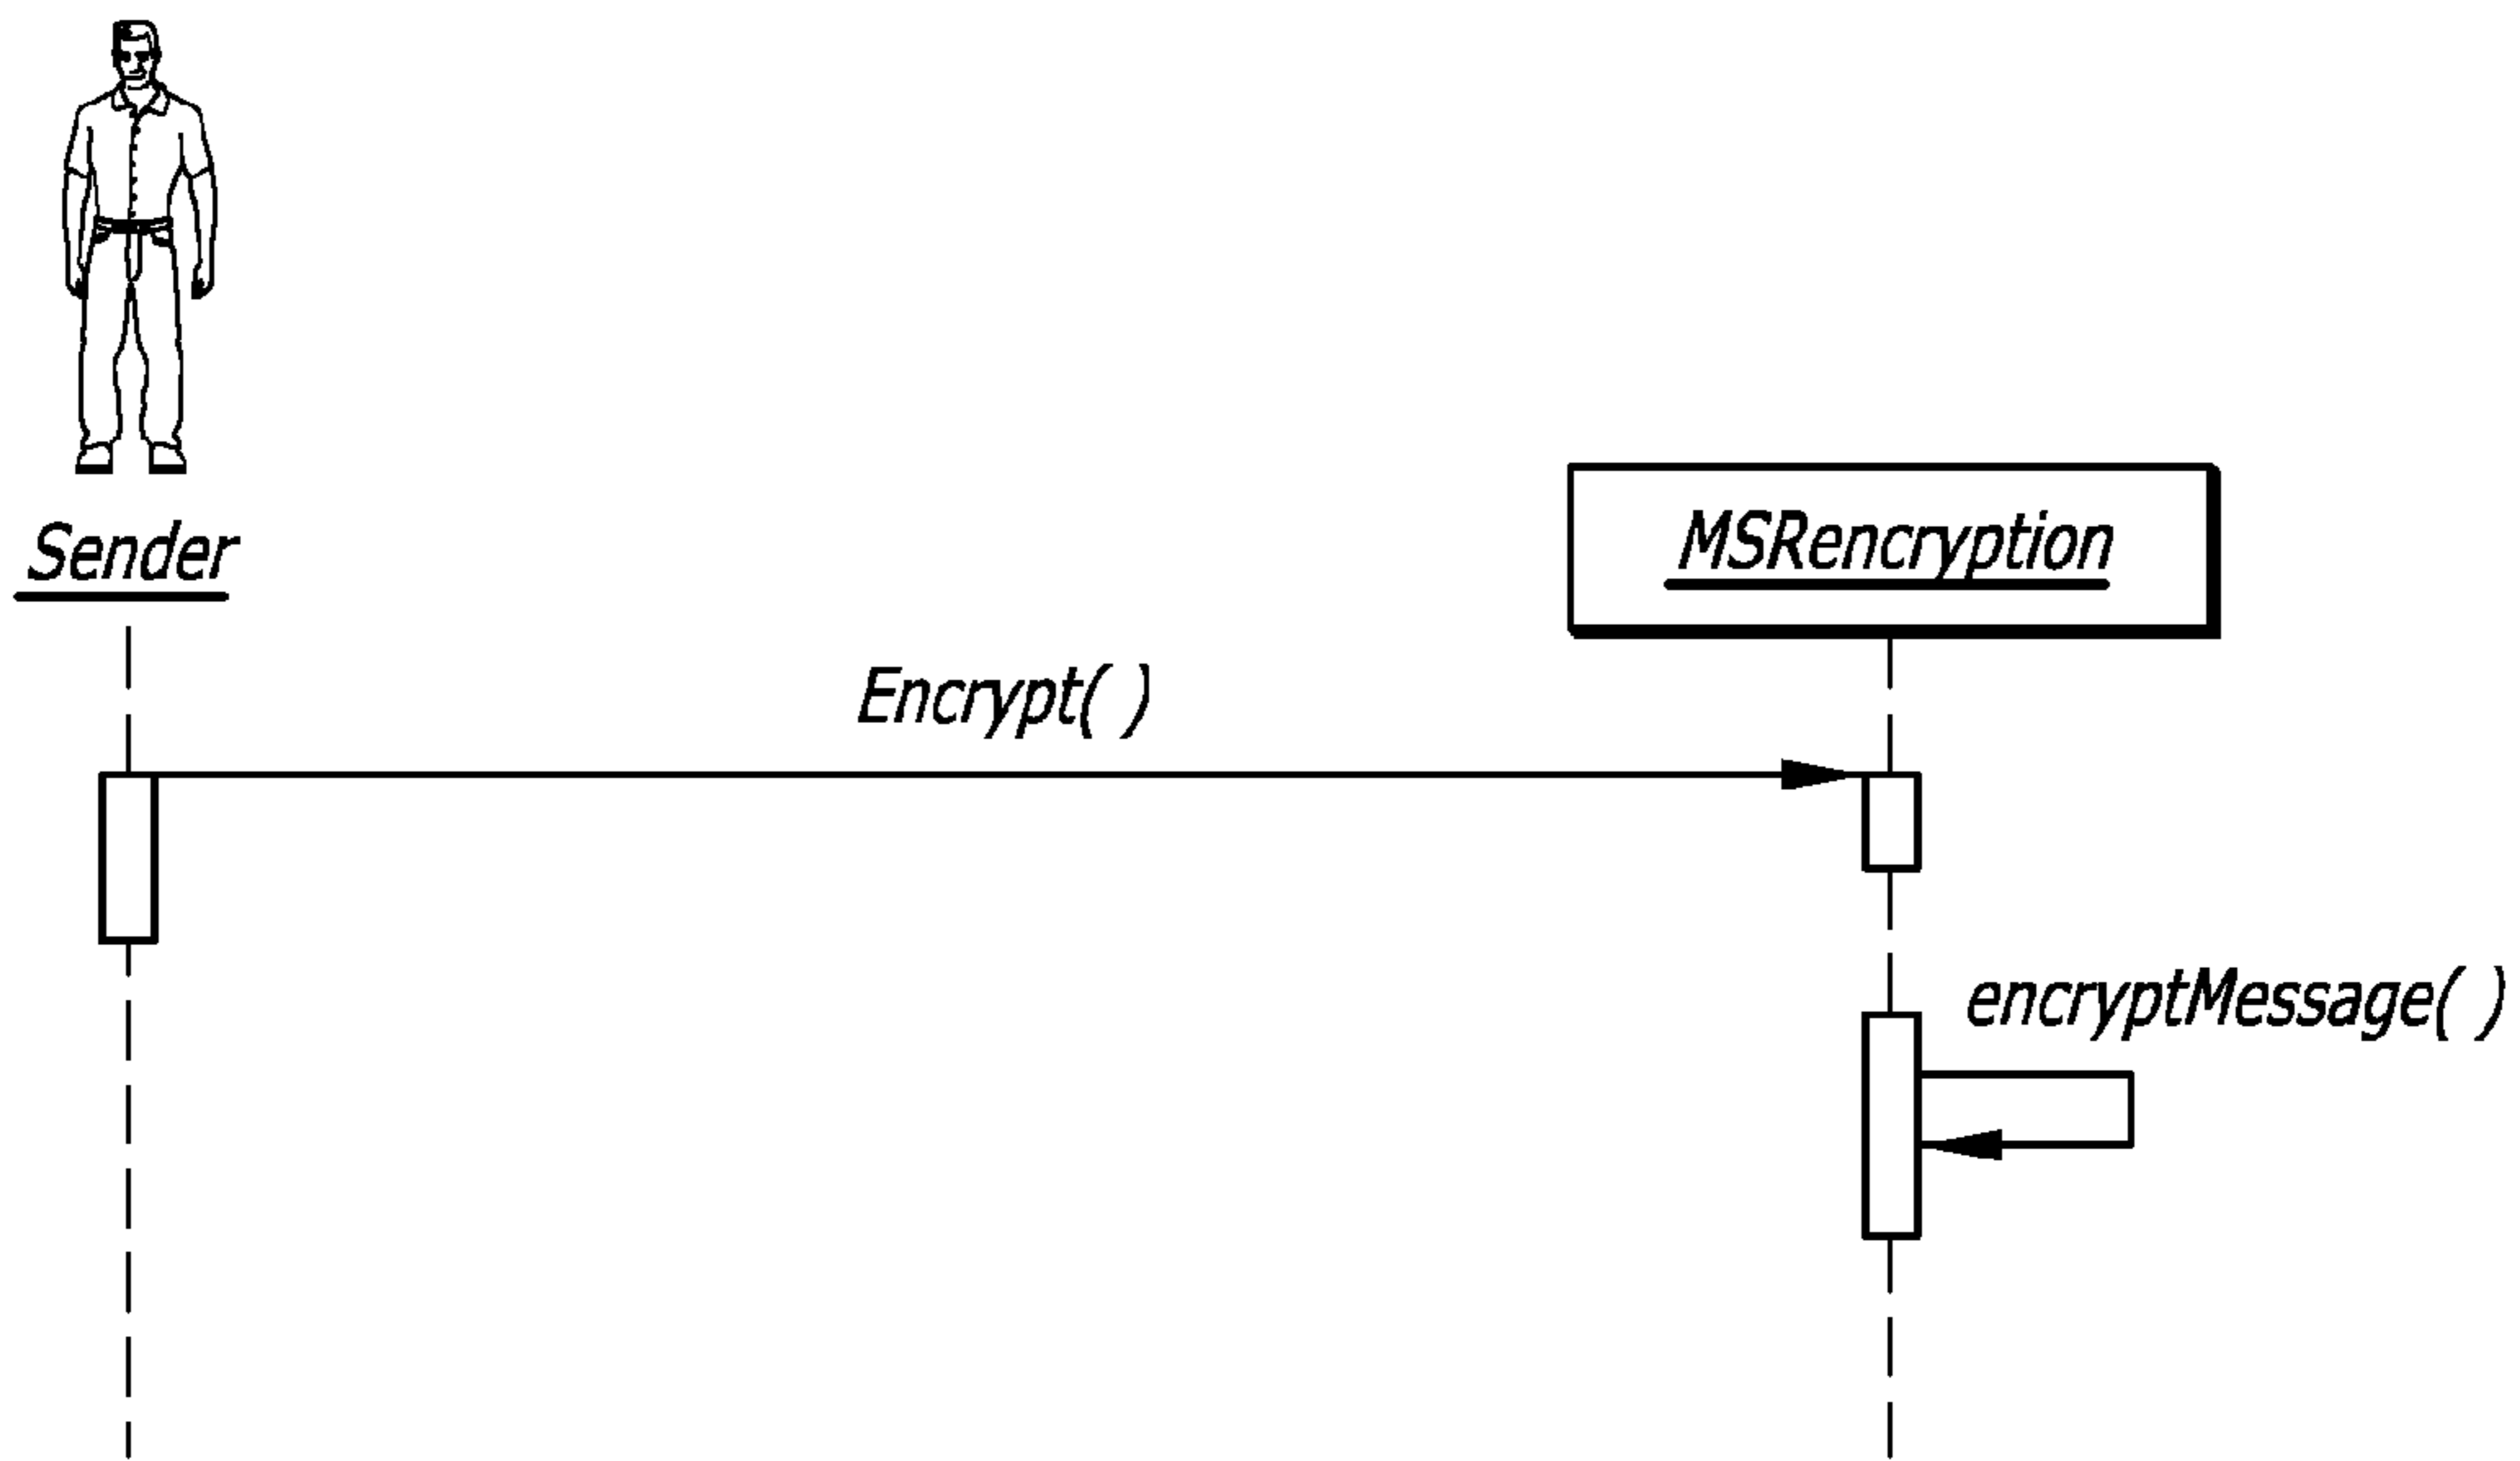 Sender
MSRencryption
Encrypt( )
encryptMessage( )